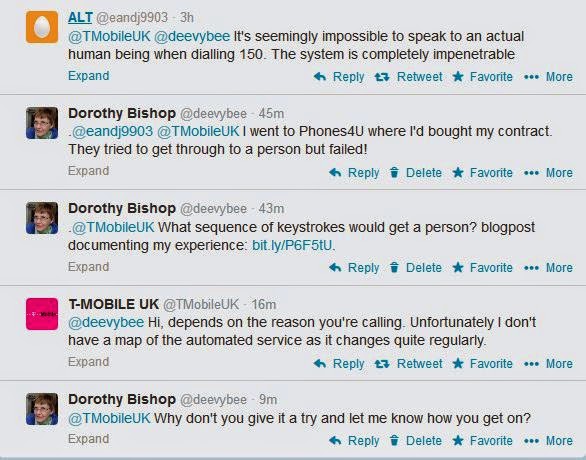 ALT @eandj9903 · 3h
@TMobileUK @deevybee It's seemingly impossible to speak to an actual
human being when dialling 150. The system is completely impenetrable
Expand Reply Retweet Favorite More
Dorothy Bishop @deevybee · 45m
.@eandj9903 @TMobileUK I went to Phones4U where I'd bought my contract.
They tried to get through to a person but failed!
Expand Reply Delete Favorite More
Dorothy Bishop @deevybee · 43m
.@TMobileUK What sequence of keystrokes would get a person? blogpost
documenting my experience: bit.ly/P6F5tU.
Expand Reply Delete Favorite More
T-MOBILE UK @TMobileUK · 16m
@deevybee Hi, depends on the reason you're calling. Unfortunately I don't
have a map of the automated service as it changes quite regularly.
Expand Reply Retweet Favorite More
Dorothy Bishop @deevybee · 9m
@TMobileUK Why don't you give it a try and let me know how you get on?
Expand Reply Delete Favorite More